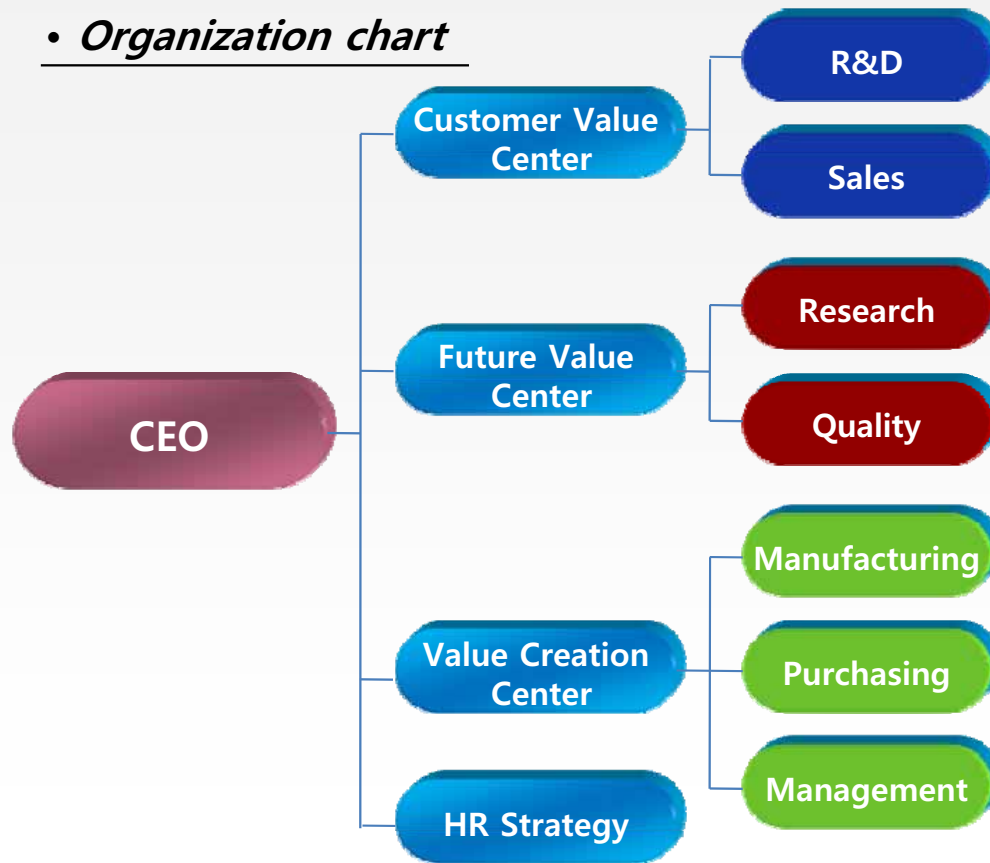 • Organization chart
CEO
Customer Value
Center
R&D
Sales
Future Value
Center
Research
Quality
Value Creation
Center
Manufacturing
Purchasing
Management
HR Strategy